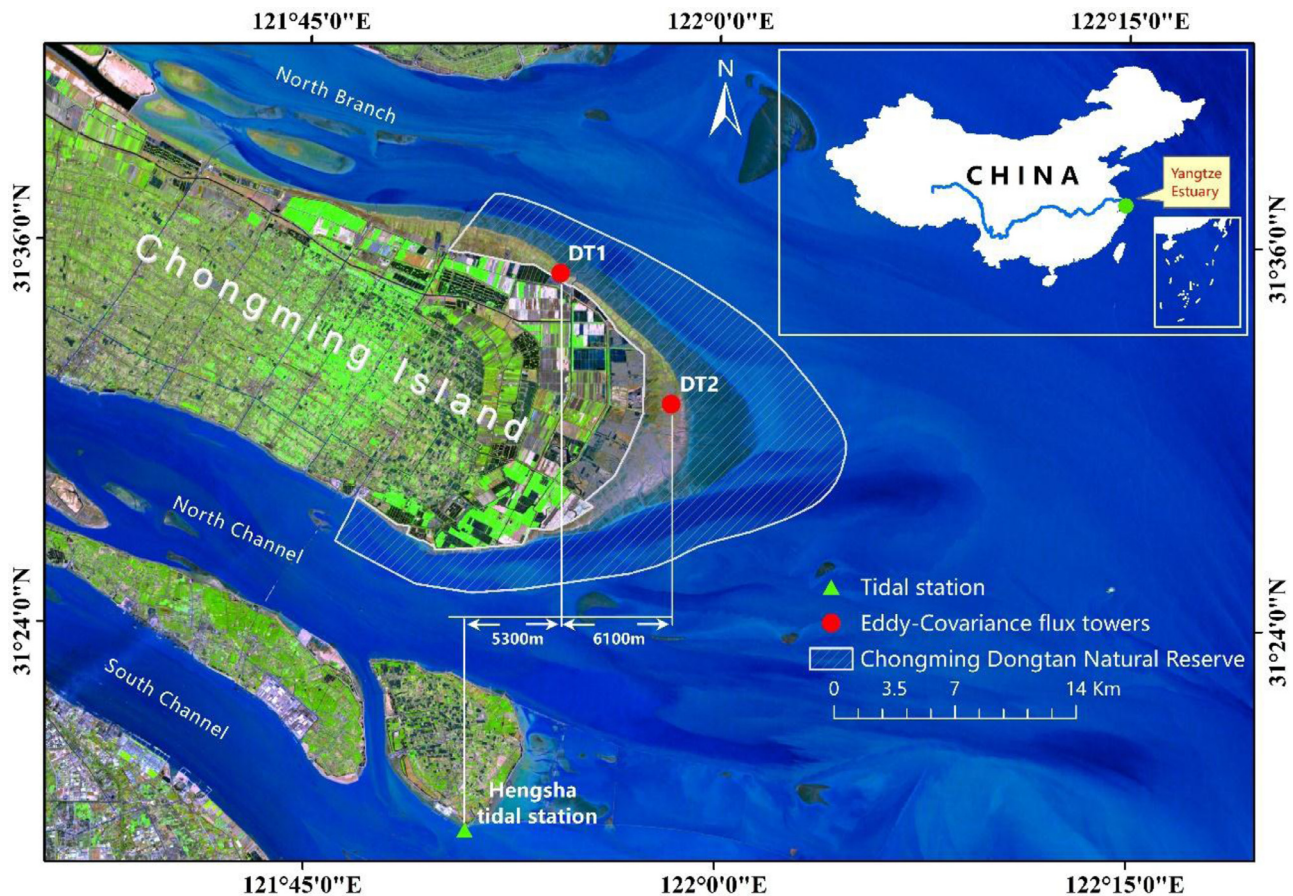 121°45'0"E
122°0'0"E
122°15'0"E
North Branch
N
CHINA
Yangtze
Estuary
31°36'0"N
31°36'0"N
DT1
Chongming Island
DT2
North Channel
Tidal station
5300m
6100m
Eddy-Covariance flux towers
31°24'0"N
31°24'0"N
Chongming Dongtan Natural Reserve
South Channel
0 3.5 7 14 Km
Hengsha
tidal station
121°45'0"E
122°0'0"E
122°15'0"E